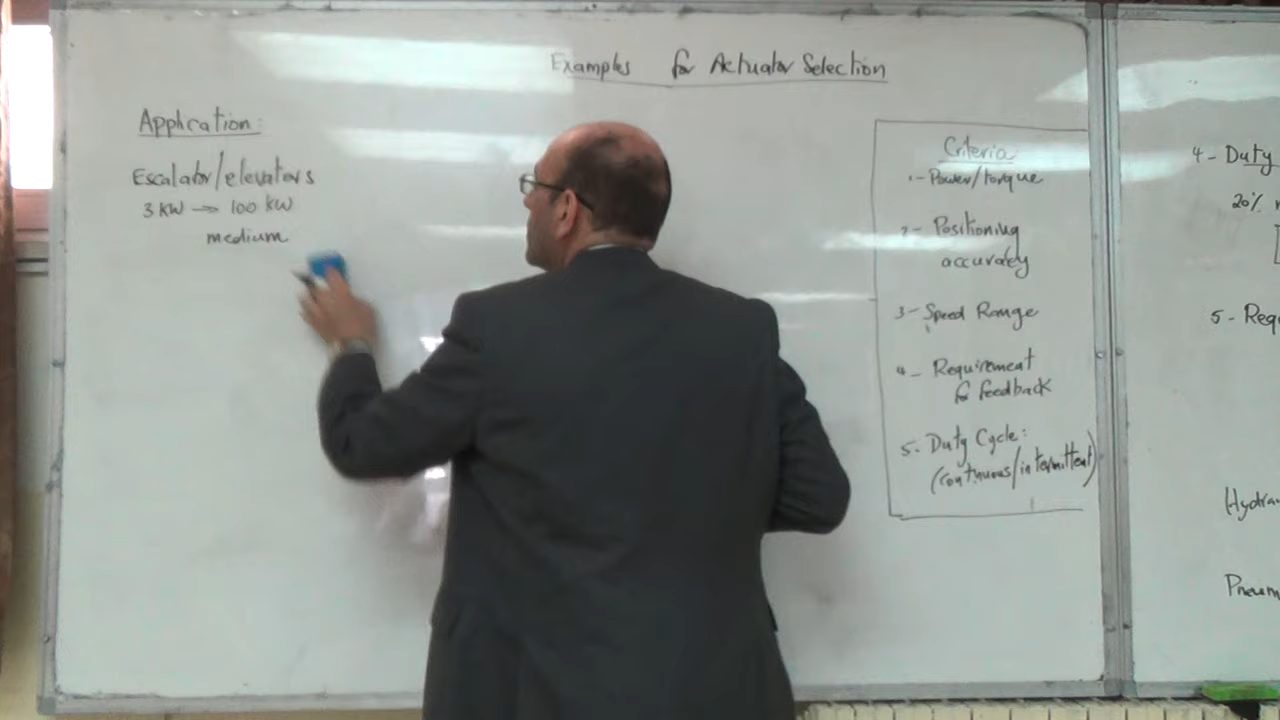 Examples for Actuator Selection
Application:
Escalator/elevators
3 KW → 100 KW
medium
Criteria
1- Power/torque
2- Positioning
accuracy
3- Speed Range
4- Requirement
for feedback
5. Duty Cycle:
(continuous/intermittent)
4- Duty
20%
5- Req
Hydrau
Pneum